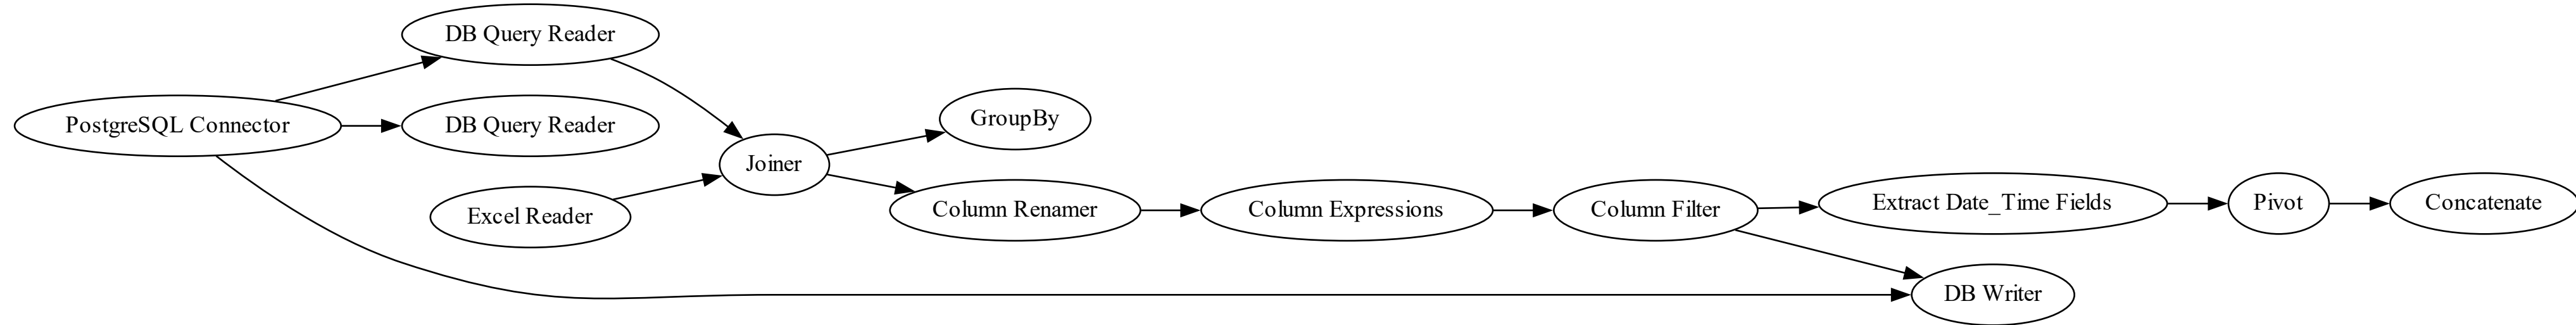 DB Query Reader
PostgreSQL Connector
DB Query Reader
Excel Reader
Joiner
GroupBy
Column Renamer
Column Expressions
Column Filter
Extract Date_Time Fields
Pivot
Concatenate
DB Writer